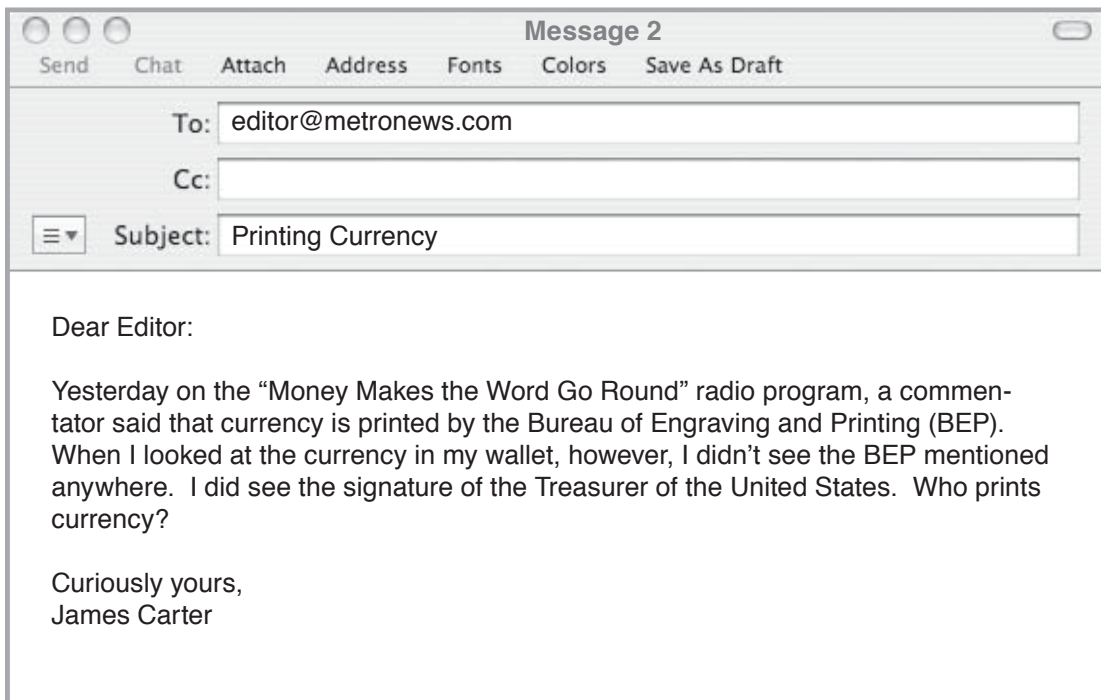 Message 2
Send Chat Attach Address Fonts Colors Save As Draft
To: editor@metronews.com
Cc:
Subject: Printing Currency
Dear Editor:
Yesterday on the “Money Makes the Word Go Round” radio program, a commen-
tator said that currency is printed by the Bureau of Engraving and Printing (BEP).
When I looked at the currency in my wallet, however, I didn’t see the BEP mentioned
anywhere.  I did see the signature of the Treasurer of the United States.  Who prints
currency?
Curiously yours,
James Carter